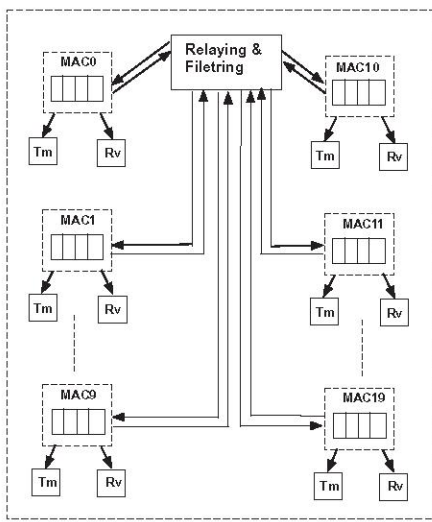 Relaying &
Filetring
MAC0
Tm
Rv
MAC10
Tm
Rv
MAC1
Tm
Rv
MAC11
Tm
Rv
MAC9
Tm
Rv
MAC19
Tm
Rv